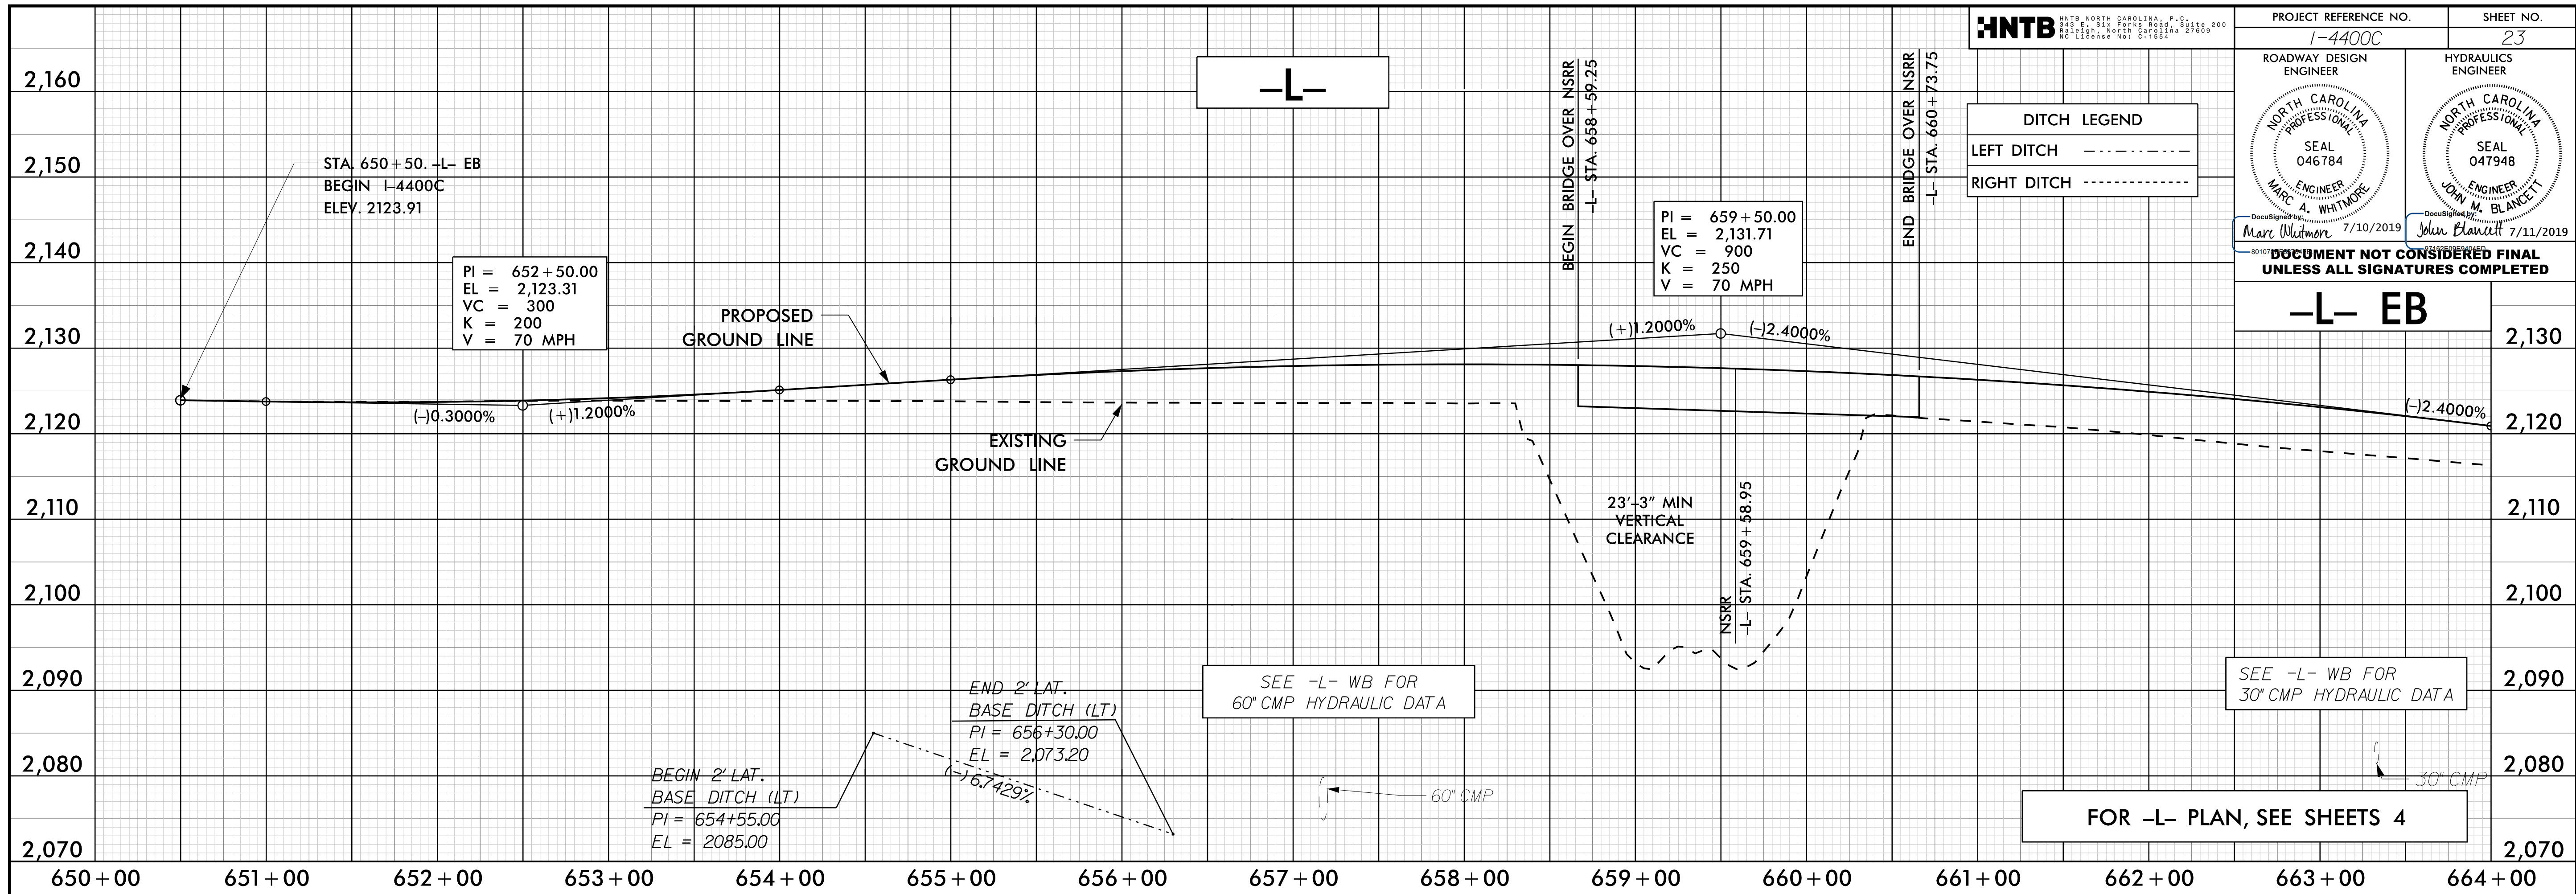 HNTB
HNTB NORTH CAROLINA, P.C.
343 E. Six Forks Road, Suite 200
Raleigh, North Carolina 27609
NC License No: C-1554
PROJECT REFERENCE NO.
I-4400C
SHEET NO.
23
ROADWAY DESIGN
ENGINEER
HYDRAULICS
ENGINEER
NORTH CAROLINA
PROFESSIONAL
SEAL
046784
ENGINEER
MARC A. WHITMORE
NORTH CAROLINA
PROFESSIONAL
SEAL
047948
ENGINEER
JOHN M. BLANCETT
DocuSigned by:
Marc Whitmore 7/10/2019
DocuSigned by:
John Blancett 7/11/2019
DOCUMENT NOT CONSIDERED FINAL
UNLESS ALL SIGNATURES COMPLETED
–L– EB
–L–
DITCH LEGEND
LEFT DITCH
RIGHT DITCH
2,160
2,150
2,140
2,130
2,120
2,110
2,100
2,090
2,080
2,070
STA. 650+50. –L– EB
BEGIN I–4400C
ELEV. 2123.91
PI = 652+50.00
EL = 2,123.31
VC = 300
K = 200
V = 70 MPH
PROPOSED
GROUND LINE
(–)0.3000%
(+)1.2000%
EXISTING
GROUND LINE
BEGIN BRIDGE OVER NSRR
–L– STA. 658+59.25
PI = 659+50.00
EL = 2,131.71
VC = 900
K = 250
V = 70 MPH
END BRIDGE OVER NSRR
–L– STA. 660+73.75
(+)1.2000%
(–)2.4000%
(–)2.4000%
23'–3" MIN
VERTICAL
CLEARANCE
NSRR
–L– STA. 659+58.95
BEGIN 2' LAT.
BASE DITCH (LT)
PI = 654+55.00
EL = 2085.00
(–)6.7429%
END 2' LAT.
BASE DITCH (LT)
PI = 656+30.00
EL = 2,073.20
SEE -L- WB FOR
60" CMP HYDRAULIC DATA
60" CMP
SEE -L- WB FOR
30" CMP HYDRAULIC DATA
30" CMP
FOR –L– PLAN, SEE SHEETS 4
2,130
2,120
2,110
2,100
2,090
2,080
2,070
650+00 651+00 652+00 653+00 654+00 655+00 656+00 657+00 658+00 659+00 660+00 661+00 662+00 663+00 664+00